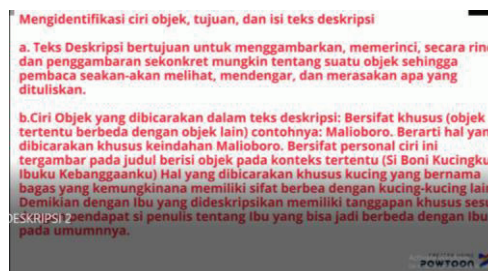 Mengidentifikasi ciri objek, tujuan, dan isi teks deskripsi
a. Teks Deskripsi bertujuan untuk menggambarkan, memerinci, secara rin
dan penggambaran sekonkret mungkin tentang suatu objek sehingga
pembaca seakan-akan melihat, mendengar, dan merasakan apa yang
dituliskan.
b.Ciri Objek yang dibicarakan dalam teks deskripsi: Bersifat khusus (objek
tertentu berbeda dengan objek lain) contohnya: Malioboro. Berarti hal yan
dibicarakan khusus keindahan Malioboro. Bersifat personal ciri ini
tergambar pada judul berisi objek pada konteks tertentu (Si Boni Kucingku
Ibuku Kebanggaanku) Hal yang dibicarakan khusus kucing yang bernama
bagas yang kemungkinana memiliki sifat berbea dengan kucing-kucing lain
Demikian dengan Ibu yang dideskripsikan memiliki tanggapan khusus sesu
pendapat si penulis tentang Ibu yang bisa jadi berbeda dengan Ibu
DESKRIPSI 2
pada umumnnya.
POWTOON